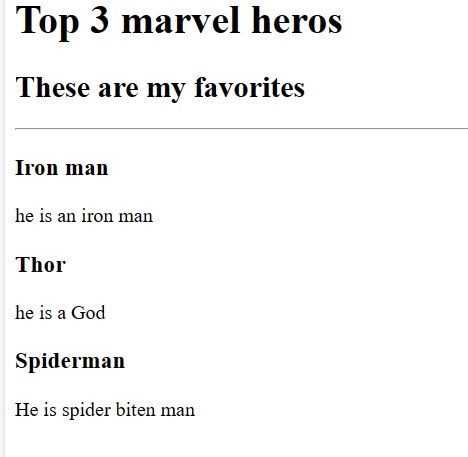 Top 3 marvel heros
These are my favorites
Iron man
he is an iron man
Thor
he is a God
Spiderman
He is spider biten man